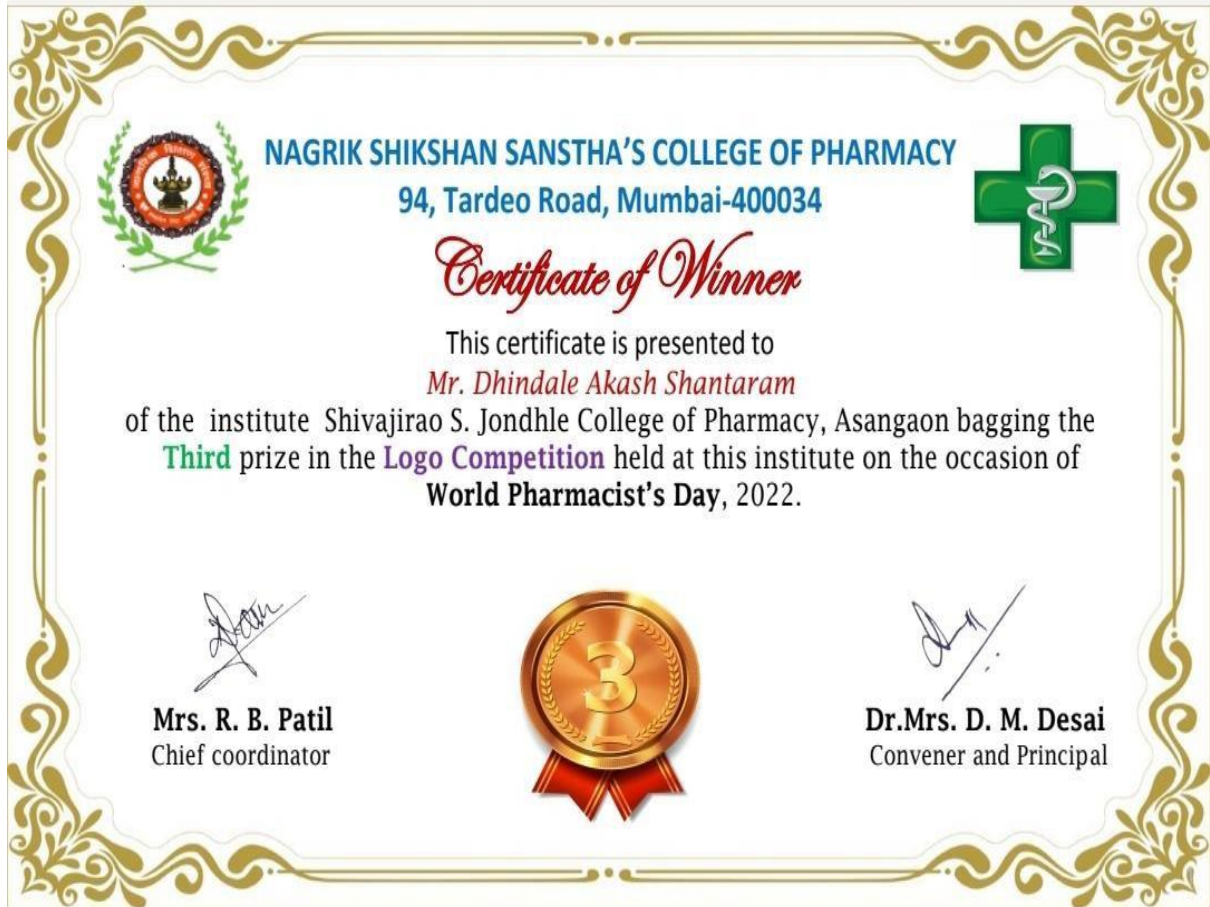 NAGRIK SHIKSHAN SANSTHA'S COLLEGE OF PHARMACY
94, Tardeo Road, Mumbai-400034
Certificate of Winner
This certificate is presented to
Mr. Dhindale Akash Shantaram
of the institute Shivajirao S. Jondhle College of Pharmacy, Asangaon bagging the
Third prize in the Logo Competition held at this institute on the occasion of
World Pharmacist's Day, 2022.
3
Mrs. R. B. Patil
Chief coordinator
Dr.Mrs. D. M. Desai
Convener and Principal